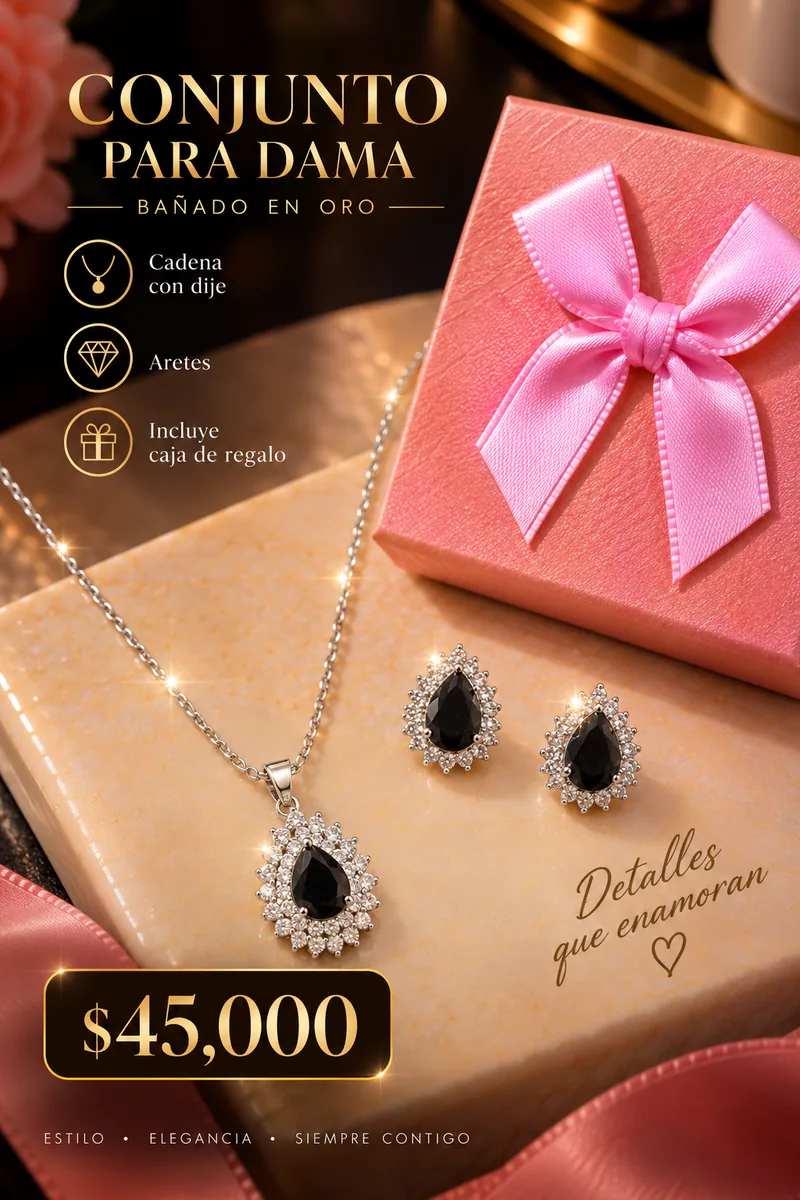 CONJUNTO
PARA DAMA
BAÑADO EN ORO
Cadena
con dije
Aretes
Incluye
caja de regalo
Detalles
que enamoran
$45,000
ESTILO • ELEGANCIA • SIEMPRE CONTIGO